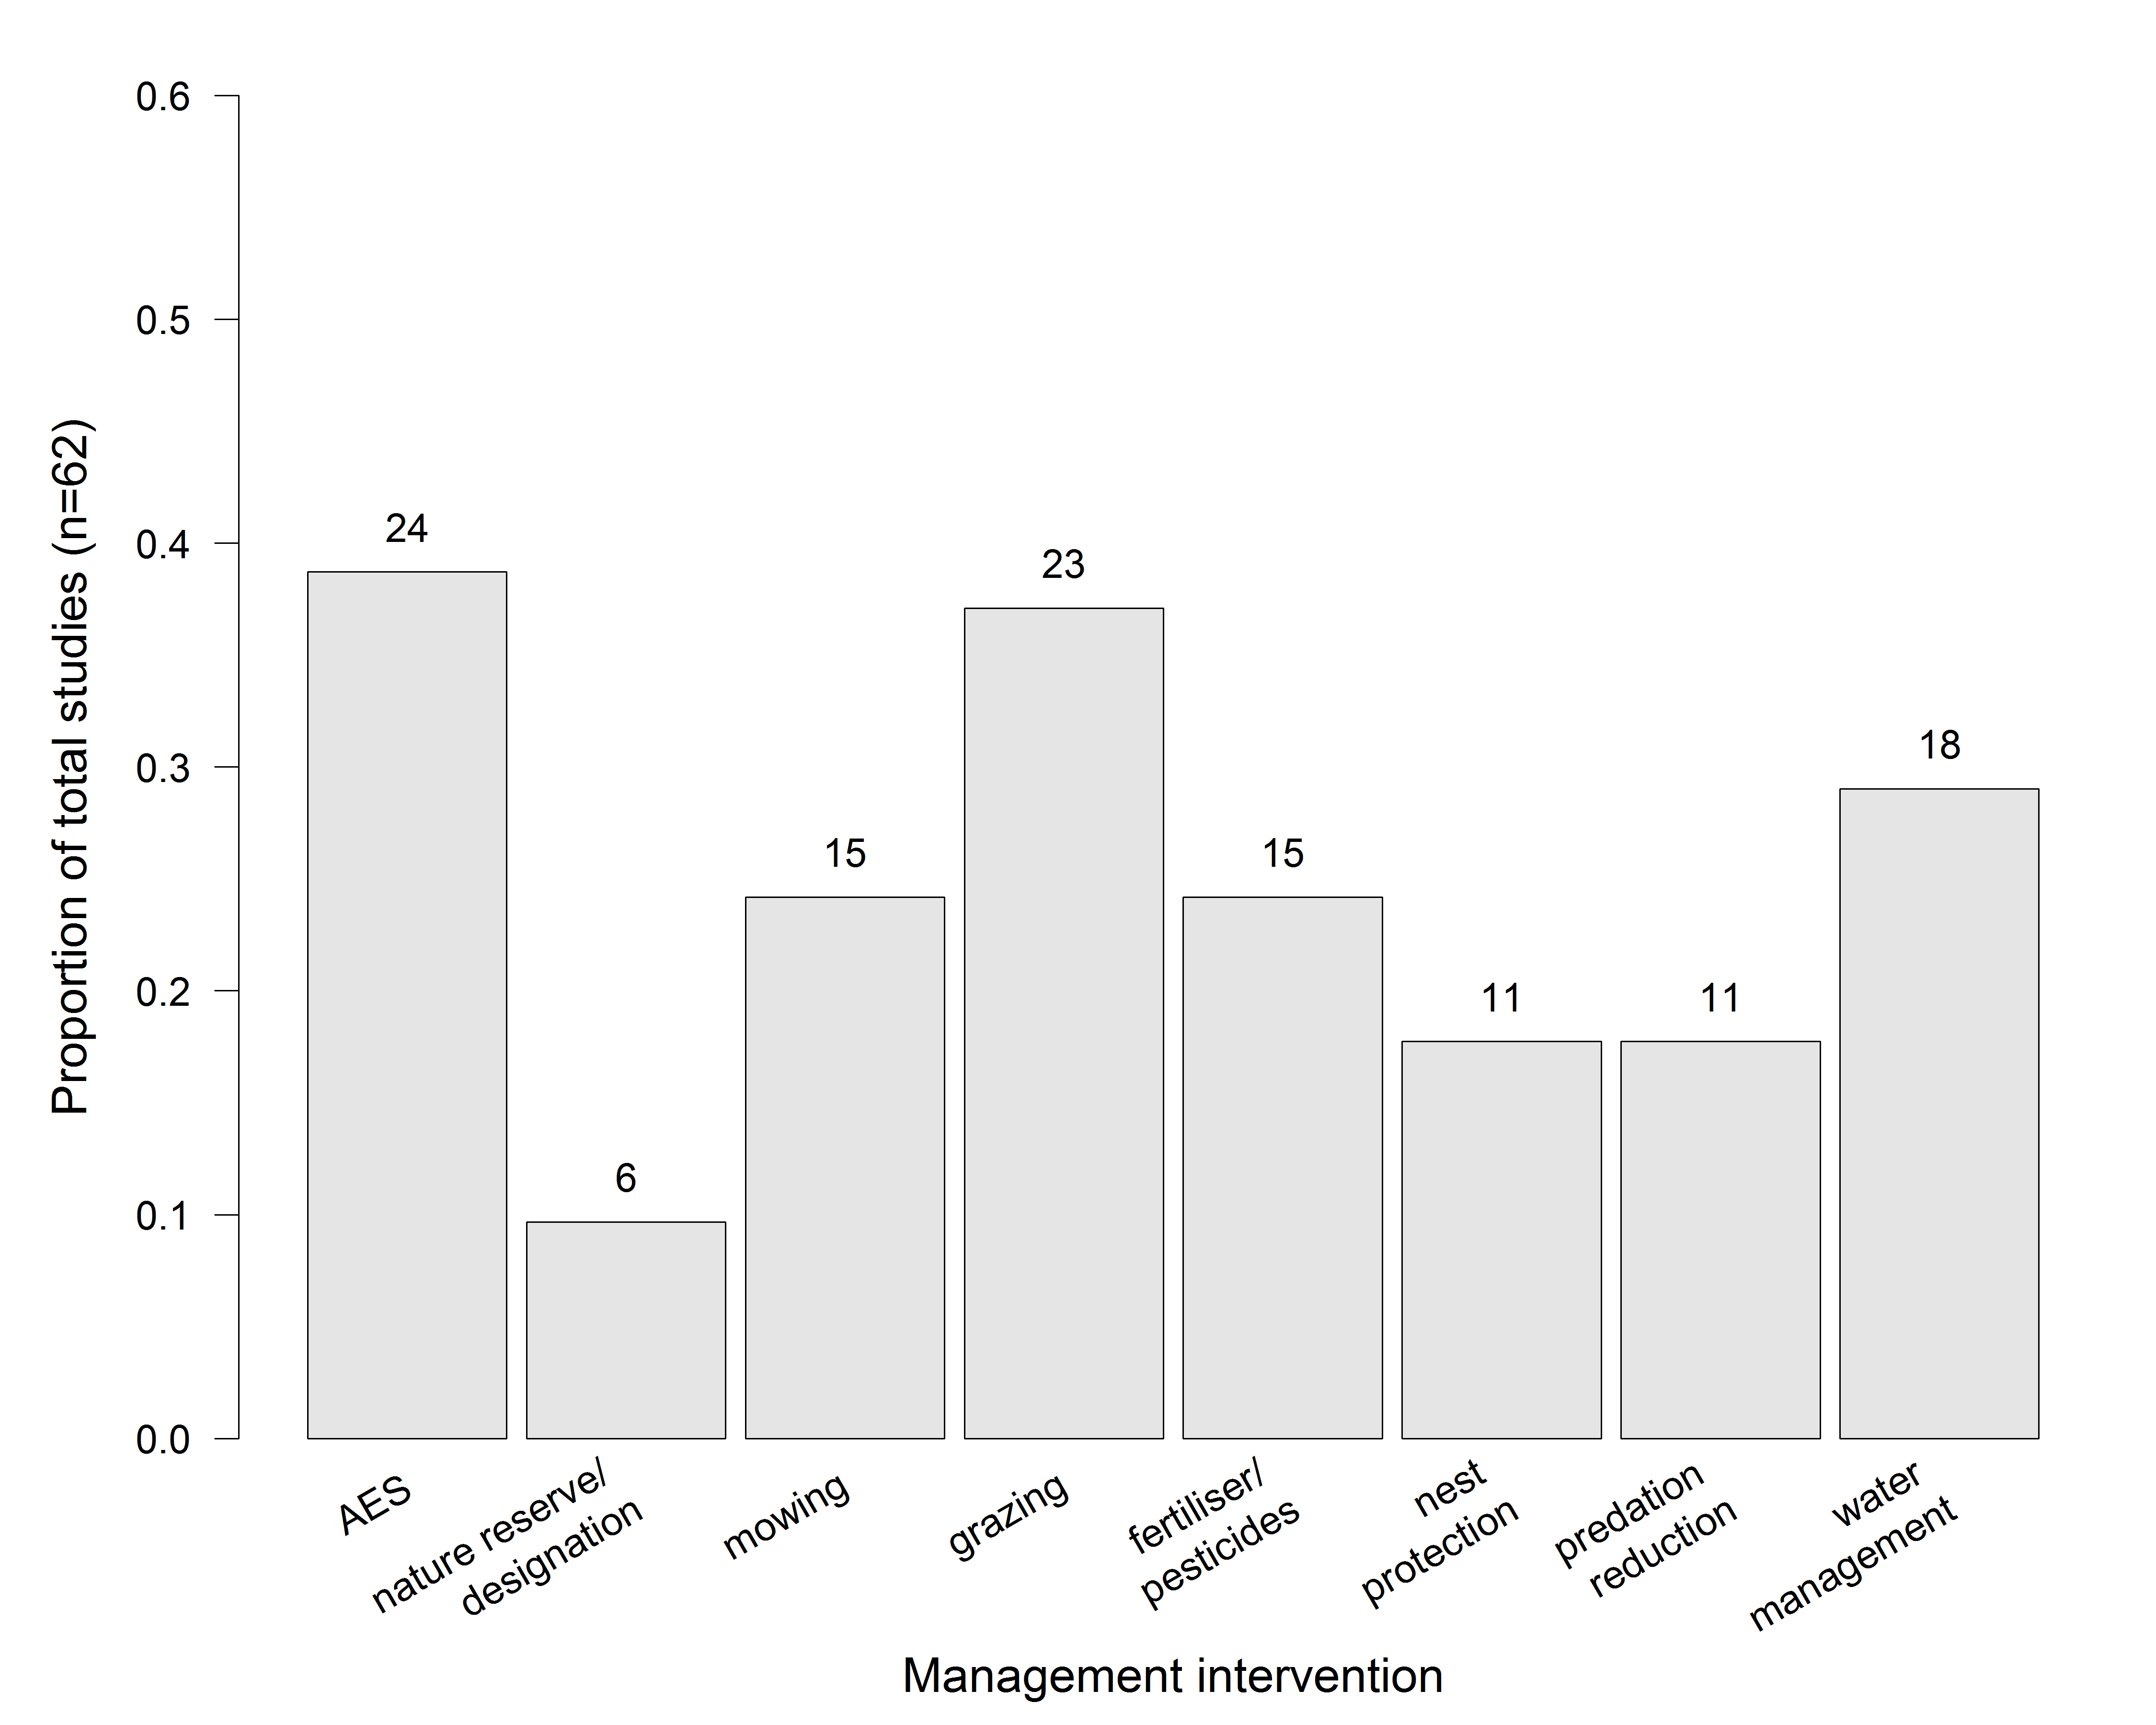 Proportion of total studies (n=62)
0.6
0.5
0.4
0.3
0.2
0.1
0.0
24
6
15
23
15
11
11
18
AES
nature reserve/
designation
mowing
grazing
fertiliser/
pesticides
nest
protection
predation
reduction
water
management
Management intervention